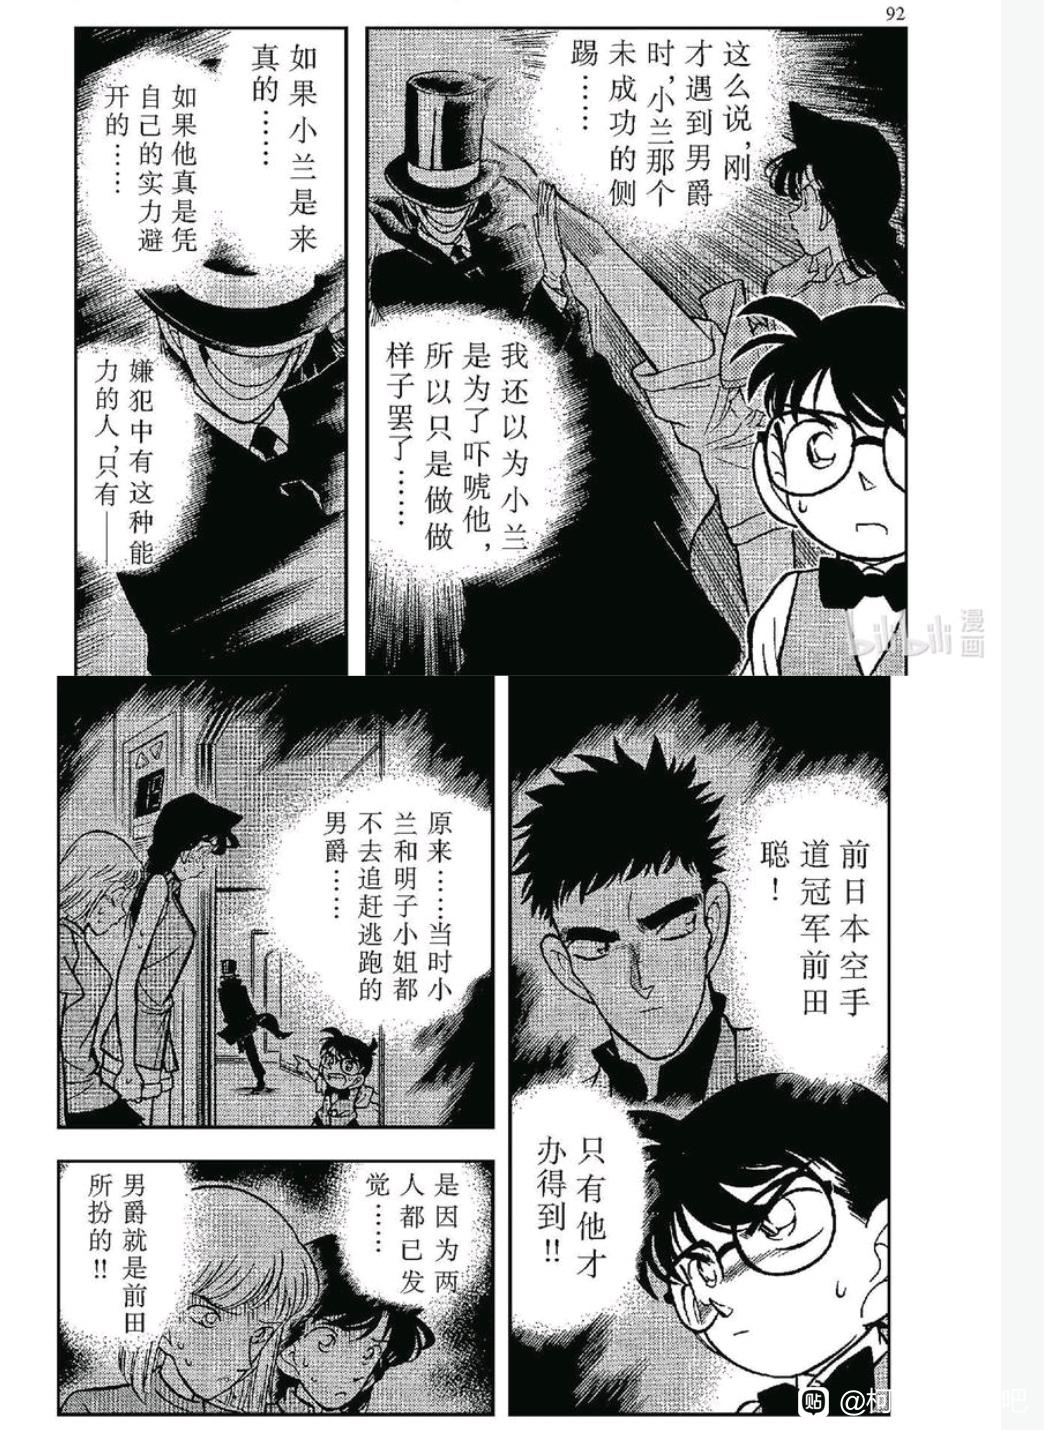 92
这么说,刚
才遇到男爵
时,小兰那个
未成功的侧
踢……
我还以为小兰
是为了吓唬他,
所以只是做做
样子罢了……
如果小兰是来
真的……
如果他真是凭
自己的实力避
开的……
嫌犯中有这种能
力的人,只有——
bilibili 漫画
前日本空手
道冠军前田
聪!
只有他才
办得到!!
原来……当时小
兰和明子小姐都
不去追赶逃跑的
男爵……
是因为两
人都已发
觉……
男爵就是前田
所扮的!!
贴 @柯 吧